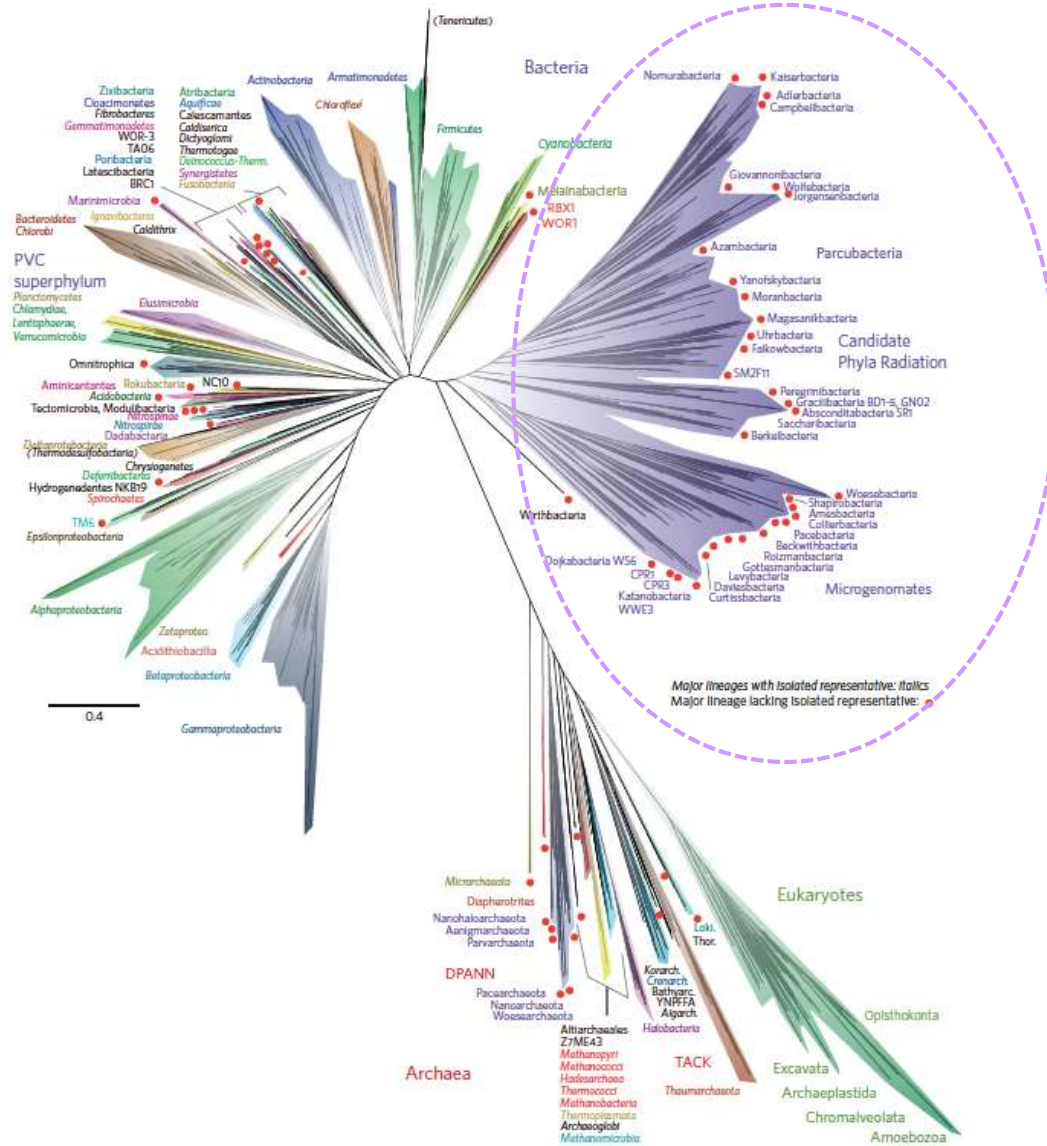 (Tenericutes)
Bacteria
Actinobacteria
Armatimonadetes
Chloroflexi
Firmicutes
Cyanobacteria
Melainabacteria
RBX1
WOR1
Zixibacteria
Cloacimonetes
Fibrobacteres
Gemmatimonadetes
WOR-3
TA06
Poribacteria
Latescibacteria
BRC1
Atribacteria
Aquificae
Calescamantes
Caldiserica
Dictyoglomi
Thermotogae
Deinococcus-Therm.
Synergistetes
Fusobacteria
Marinimicrobia
Bacteroidetes
Chlorobi
Ignavibacteria
Caldithrix
PVC
superphylum
Planctomycetes
Chlamydiae,
Lentisphaerae,
Verrucomicrobia
Elusimicrobia
Omnitrophica
Aminicentantes
Rokubacteria
NC10
Acidobacteria
Tectomicrobia, Modulibacteria
Nitrospinae
Nitrospirae
Dadabacteria
Deltaproteobacteria
(Thermodesulfobacteria)
Chrysiogenetes
Deferribacteres
Hydrogenedentes NKB19
Spirochaetes
TM6
Epsilonproteobacteria
Alphaproteobacteria
Zetaproteo.
Acidithiobacillia
Betaproteobacteria
Gammaproteobacteria
0.4
Nomurabacteria
Kaiserbacteria
Adlerbacteria
Campbellbacteria
Giovannonibacteria
Wolfebacteria
Jorgensenbacteria
Azambacteria
Parcubacteria
Yanofskybacteria
Moranbacteria
Magasanikbacteria
Uhrbacteria
Falkowbacteria
Candidate
Phyla Radiation
SM2F11
Peregrinibacteria
Gracilibacteria BD1-5, GN02
Absconditabacteria SR1
Saccharibacteria
Berkelbacteria
Woesebacteria
Shapirobacteria
Amesbacteria
Collierbacteria
Pacebacteria
Beckwithbacteria
Roizmanbacteria
Gottesmanbacteria
Levybacteria
Daviesbacteria
Curtissbacteria
Microgenomates
Wirthbacteria
Dojkabacteria WS6
CPR1
CPR3
Katanobacteria
WWE3
Major lineages with isolated representative: italics
Major lineage lacking isolated representative:
Micrarchaeota
Diapherotrites
Nanohaloarchaeota
Aenigmarchaeota
Parvarchaeota
DPANN
Pacearchaeota
Nanoarchaeota
Woesearchaeota
Archaea
Altiarchaeales
Z7ME43
Methanopyri
Methanococci
Hadesarchaea
Thermococci
Methanobacteria
Thermoplasmata
Archaeoglobi
Methanomicrobia
Halobacteria
Korarch.
Crenarch.
Bathyarc.
YNPFFA
Aigarch.
TACK
Thaumarchaeota
Loki.
Thor.
Eukaryotes
Opisthokonta
Excavata
Archaeplastida
Chromalveolata
Amoebozoa